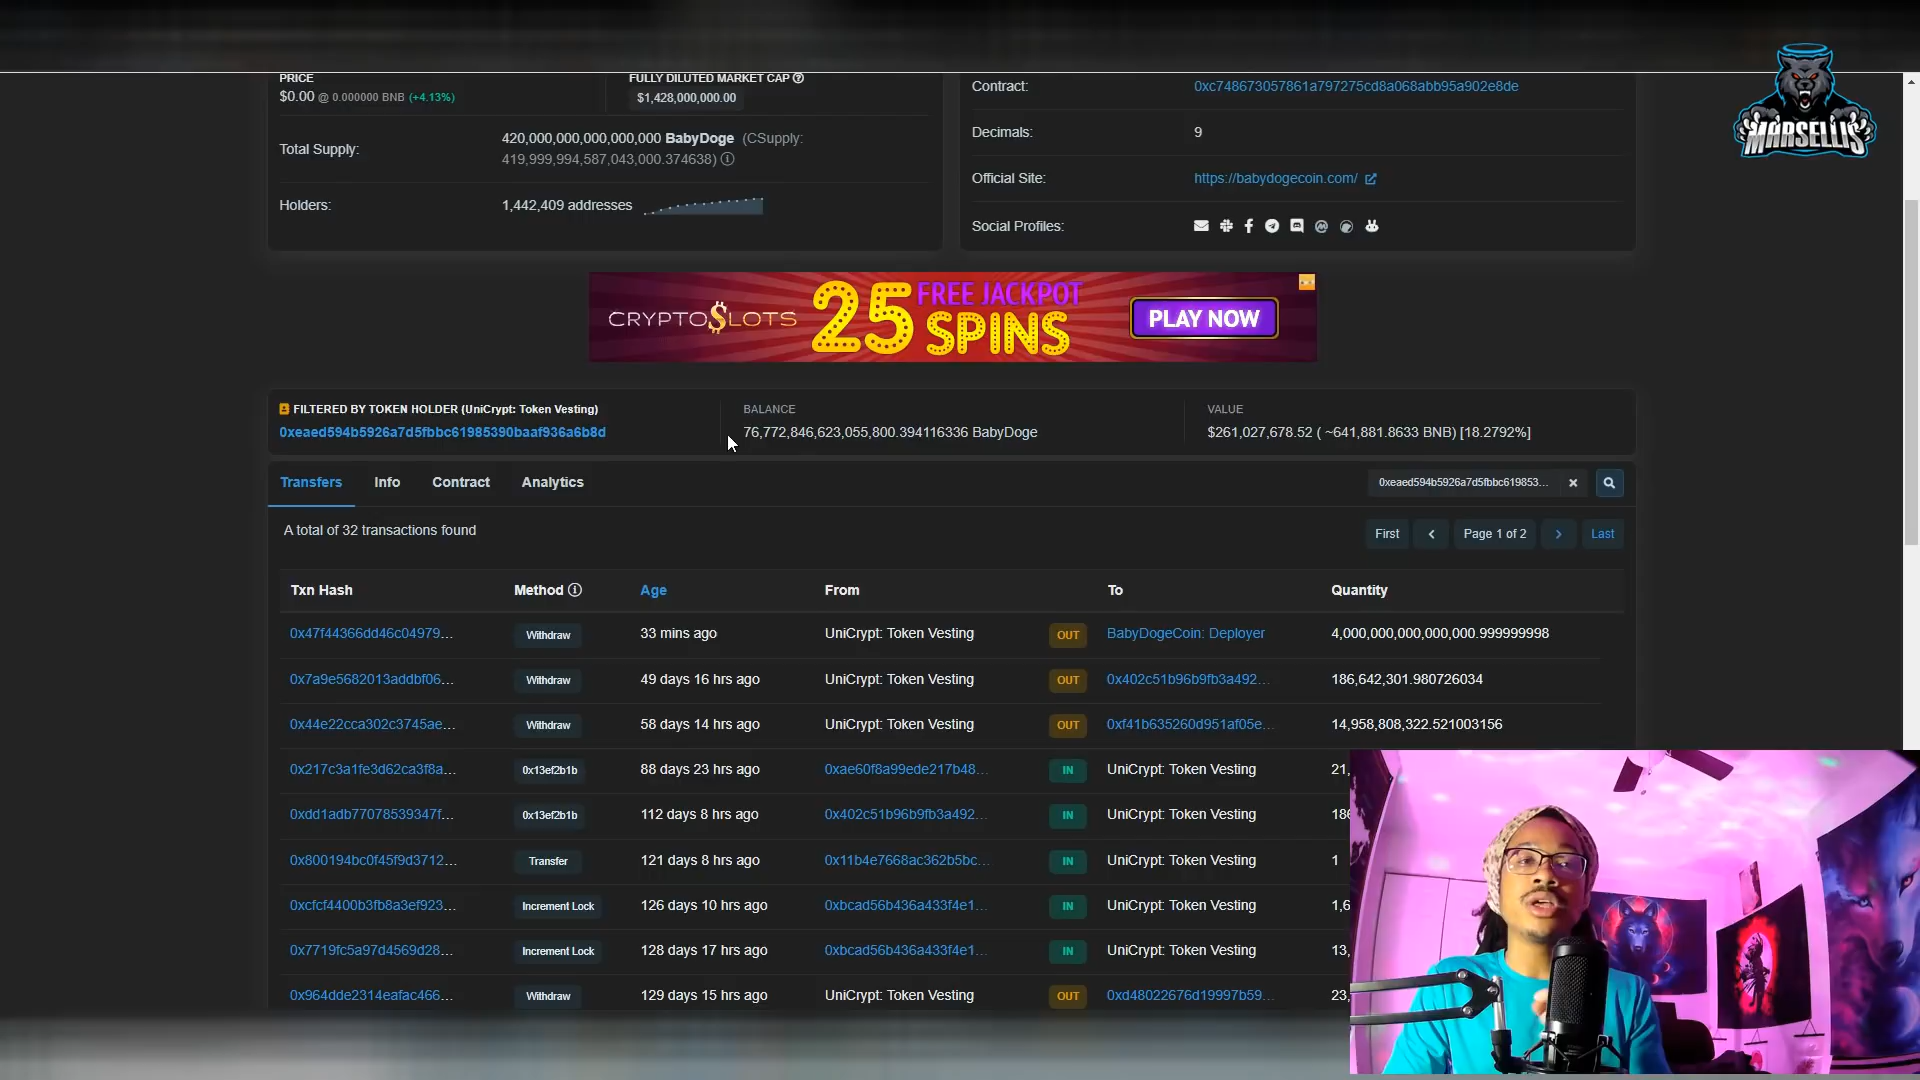 PRICE
$0.00 @ 0.000000 BNB (+4.13%)
FULLY DILUTED MARKET CAP
$1,428,000,000.00
Total Supply:
420,000,000,000,000,000 BabyDoge (CSupply:
419,999,994,587,043,000.374638)
Holders:
1,442,409 addresses
Contract:
0xc748673057861a797275cd8a068abb95a902e8de
Decimals:
9
Official Site:
https://babydogecoin.com/
Social Profiles:
MARSELLIS
CRYPTO$LOTS
25 FREE JACKPOT
SPINS
PLAY NOW
FILTERED BY TOKEN HOLDER (UniCrypt: Token Vesting)
0xeaed594b5926a7d5fbbc61985390baaf936a6b8d
BALANCE
76,772,846,623,055,800.394116336 BabyDoge
VALUE
$261,027,678.52 ( ~641,881.8633 BNB) [18.2792%]
Transfers Info Contract Analytics
0xeaed594b5926a7d5fbbc619853...
A total of 32 transactions found
First Page 1 of 2 Last
Txn Hash Method Age From To Quantity
0x47f44366dd46c04979... Withdraw 33 mins ago UniCrypt: Token Vesting OUT BabyDogeCoin: Deployer 4,000,000,000,000,000.999999998
0x7a9e5682013addbf06... Withdraw 49 days 16 hrs ago UniCrypt: Token Vesting OUT 0x402c51b96b9fb3a492... 186,642,301.980726034
0x44e22cca302c3745ae... Withdraw 58 days 14 hrs ago UniCrypt: Token Vesting OUT 0xf41b635260d951af05e... 14,958,808,322.521003156
0x217c3a1fe3d62ca3f8a... 0x13ef2b1b 88 days 23 hrs ago 0xae60f8a99ede217b48... IN UniCrypt: Token Vesting 21,
0xdd1adb77078539347f... 0x13ef2b1b 112 days 8 hrs ago 0x402c51b96b9fb3a492... IN UniCrypt: Token Vesting 186
0x800194bc0f45f9d3712... Transfer 121 days 8 hrs ago 0x11b4e7668ac362b5bc... IN UniCrypt: Token Vesting 1
0xcfcf4400b3fb8a3ef923... Increment Lock 126 days 10 hrs ago 0xbcad56b436a433f4e1... IN UniCrypt: Token Vesting 1,6
0x7719fc5a97d4569d28... Increment Lock 128 days 17 hrs ago 0xbcad56b436a433f4e1... IN UniCrypt: Token Vesting 13,
0x964dde2314eafac466... Withdraw 129 days 15 hrs ago UniCrypt: Token Vesting OUT 0xd48022676d19997b59... 23,